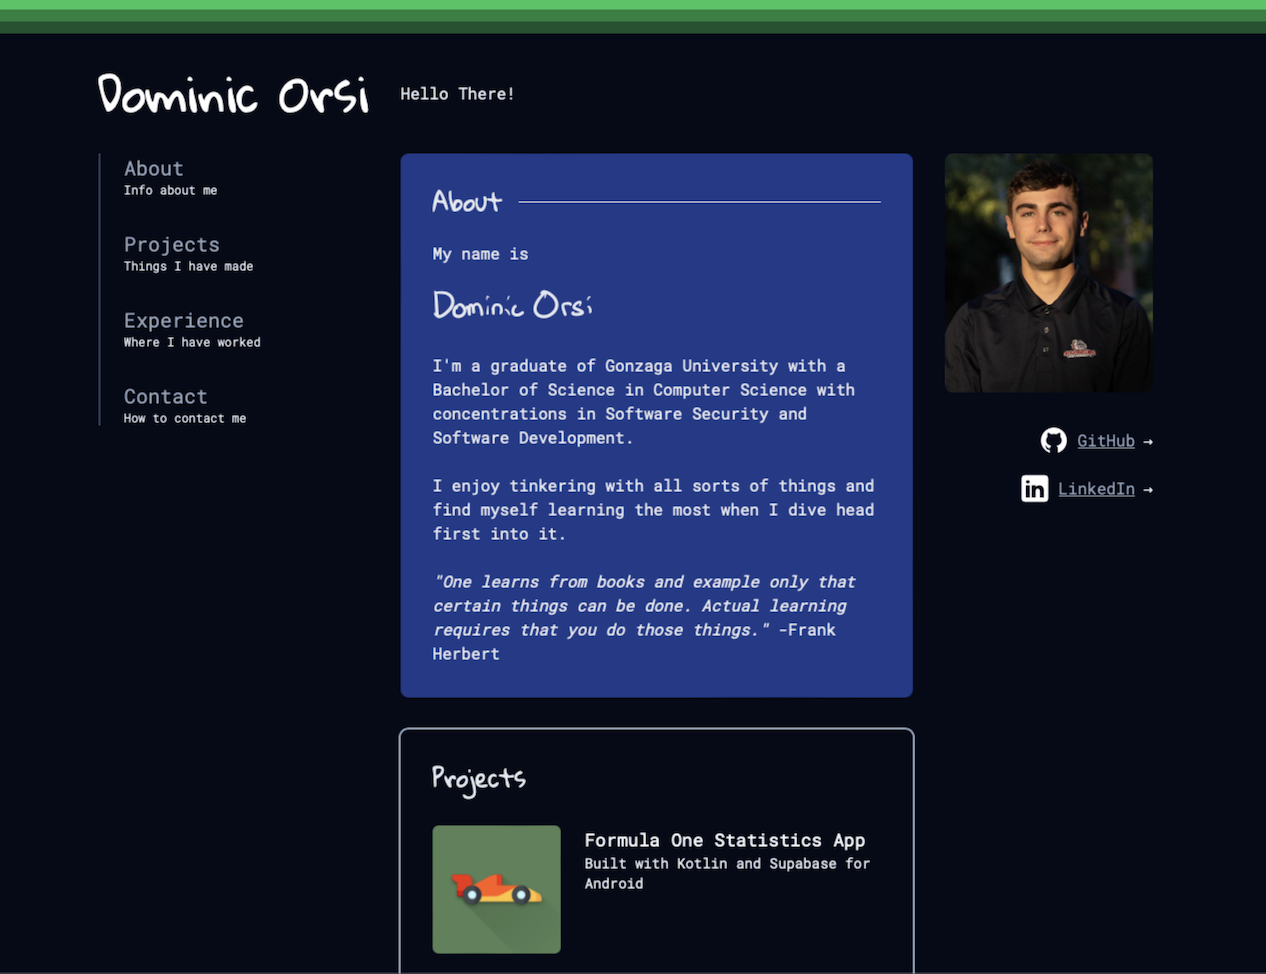 Dominic Orsi
Hello There!
About
Info about me
Projects
Things I have made
Experience
Where I have worked
Contact
How to contact me
About
My name is
Dominic Orsi
I'm a graduate of Gonzaga University with a
Bachelor of Science in Computer Science with
concentrations in Software Security and
Software Development.
I enjoy tinkering with all sorts of things and
find myself learning the most when I dive head
first into it.
"One learns from books and example only that
certain things can be done. Actual learning
requires that you do those things." -Frank
Herbert
GitHub →
in LinkedIn →
Projects
Formula One Statistics App
Built with Kotlin and Supabase for
Android